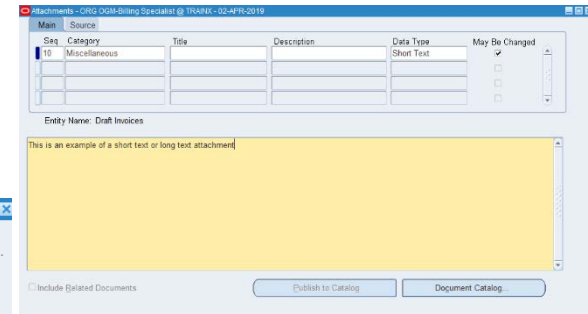 Attachments - ORG OGM-Billing Specialist @ TRAINX - 02-APR-2019
Main Source
Seq Category Title Description Data Type May Be Changed
10 Miscellaneous Short Text
Entity Name: Draft Invoices
This is an example of a short text or long text attachment
Include Related Documents Publish to Catalog Document Catalog...